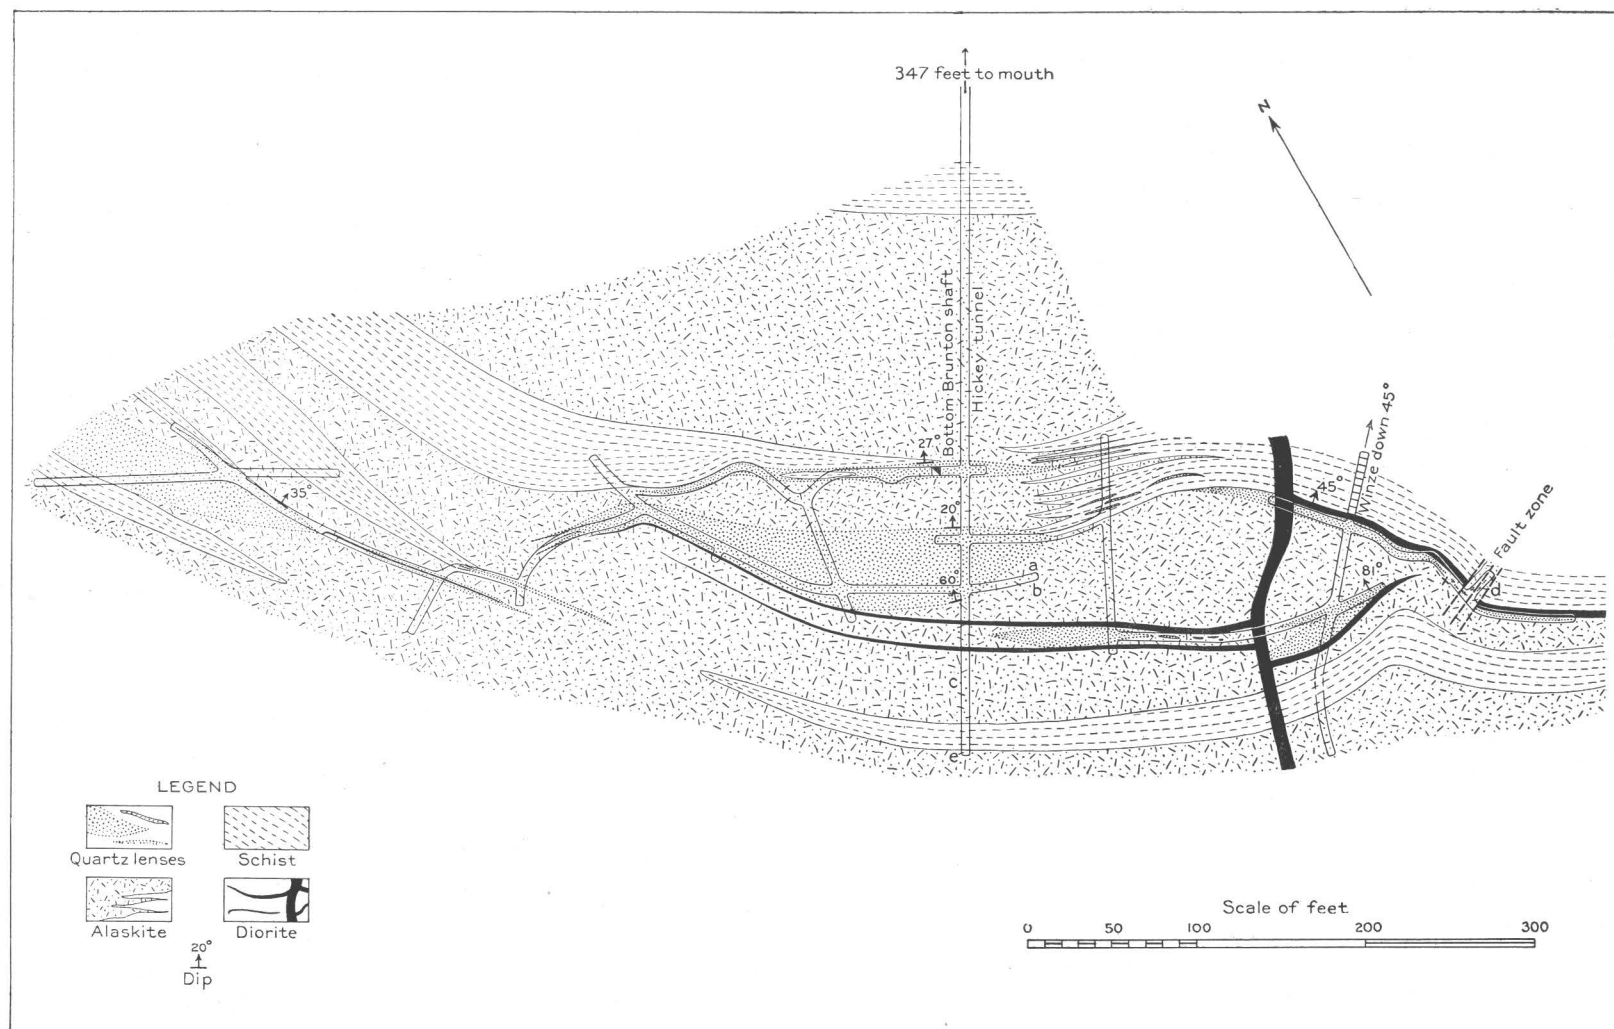 347 feet to mouth
N
Bottom Brunton shaft
Hickey tunnel
27°
20°
60°
a
b
c
e
35°
Winze down 45°
45°
81°
Fault zone
d
LEGEND
Quartz lenses
Schist
Alaskite
Diorite
20°
Dip
Scale of feet
0 50 100 200 300